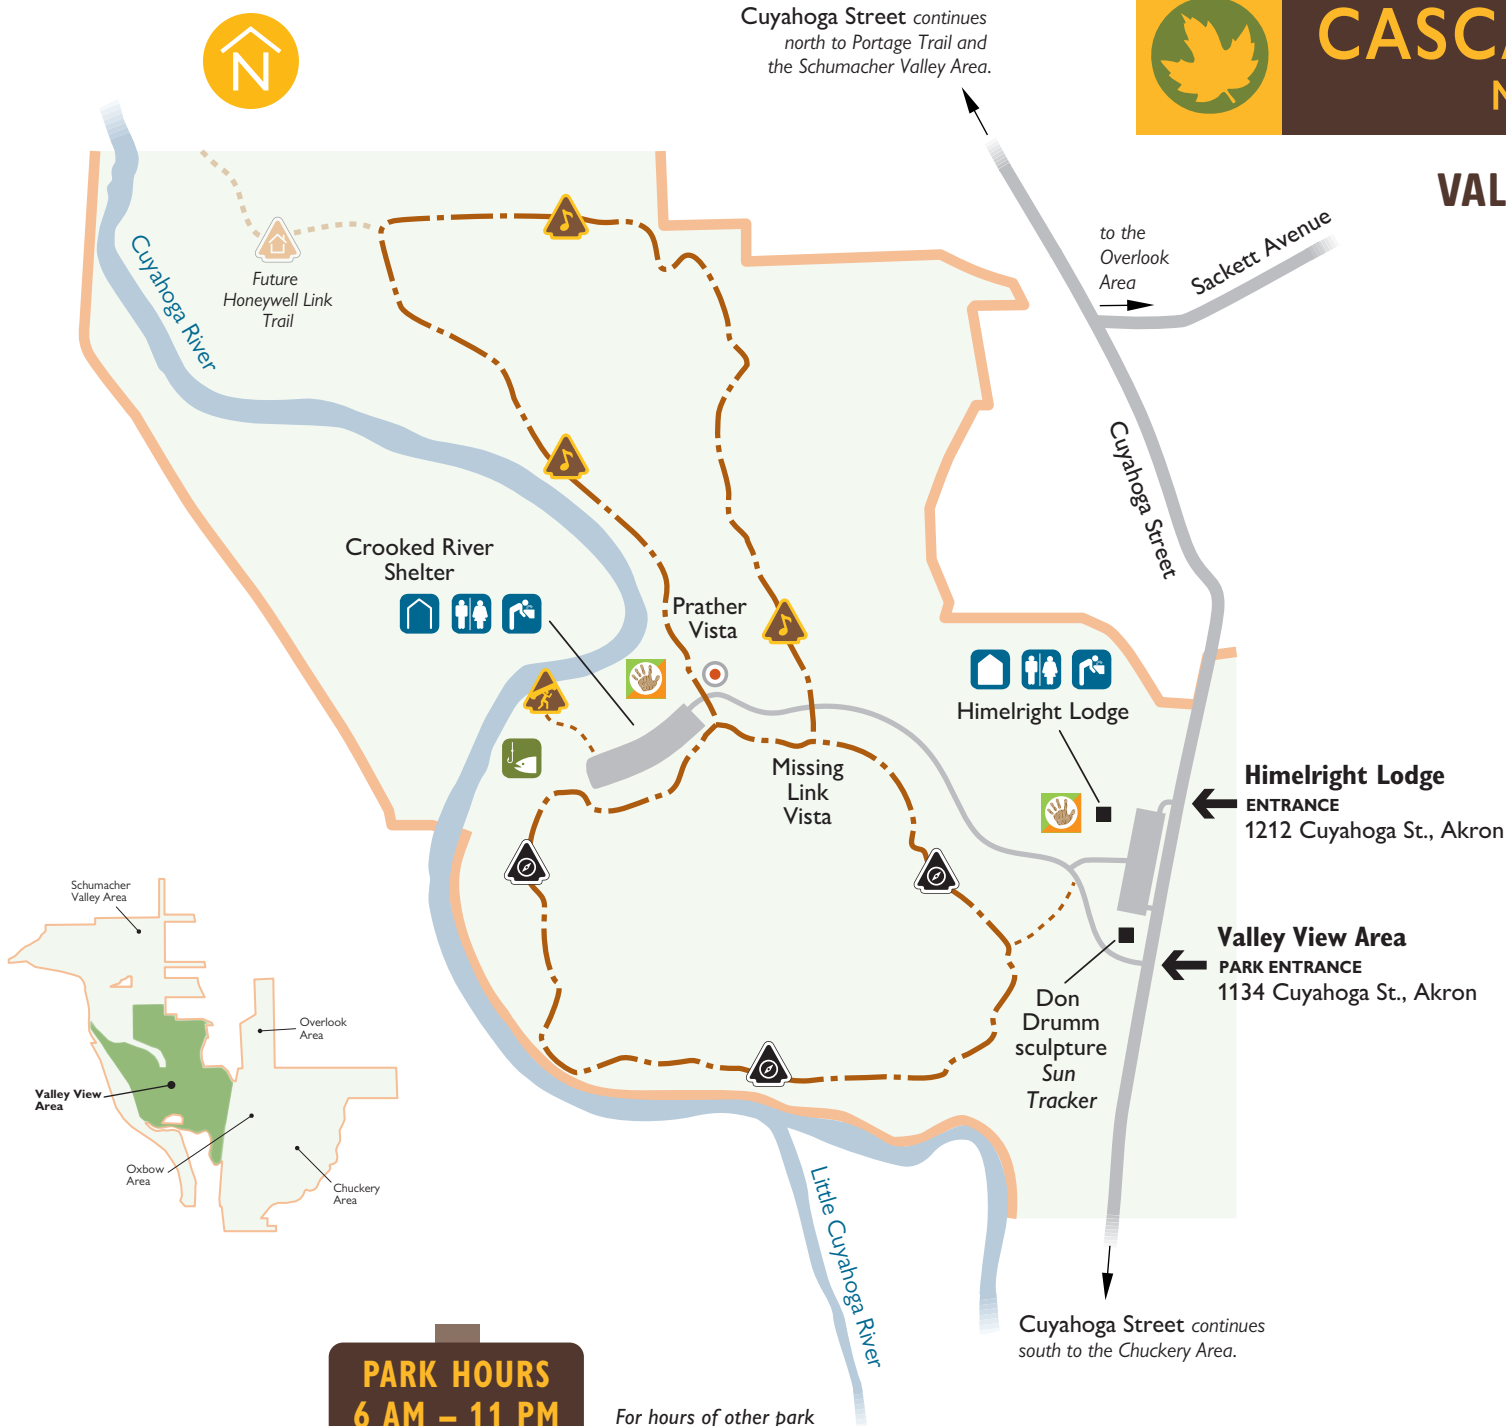 N
Cuyahoga Street continues
north to Portage Trail and
the Schumacher Valley Area.
CASCA
VAL
to the
Overlook
Area
Sackett Avenue
Cuyahoga River
Future
Honeywell Link
Trail
Cuyahoga Street
Crooked River
Shelter
Prather
Vista
Himelright Lodge
Missing
Link
Vista
Himelright Lodge
ENTRANCE
1212 Cuyahoga St., Akron
Valley View Area
PARK ENTRANCE
1134 Cuyahoga St., Akron
Don
Drumm
sculpture
Sun
Tracker
Schumacher
Valley Area
Overlook
Area
Valley View
Area
Oxbow
Area
Chuckery
Area
Little Cuyahoga River
Cuyahoga Street continues
south to the Chuckery Area.
PARK HOURS
6 AM – 11 PM
For hours of other park